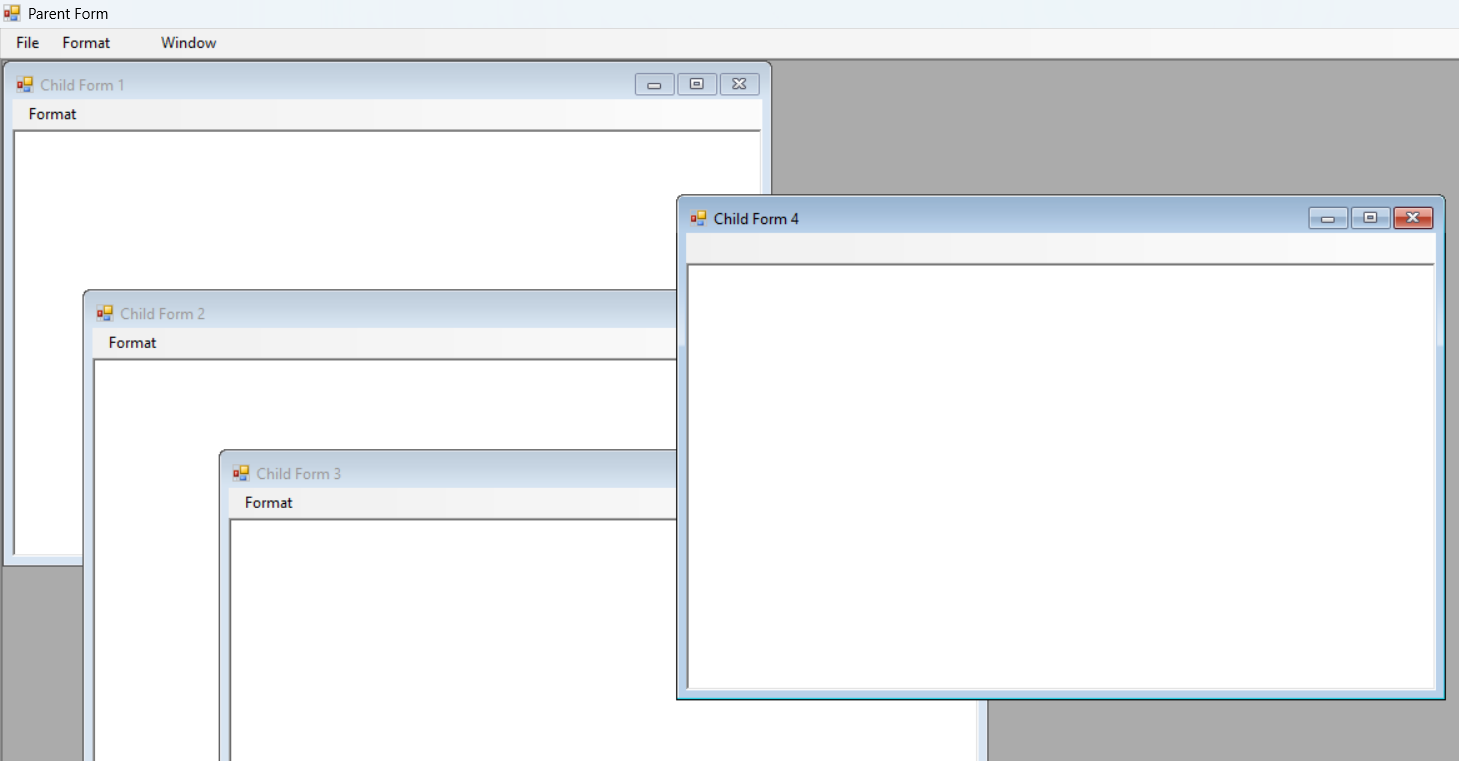 Parent Form
File Format Window
Child Form 1
Format
Child Form 4
Child Form 2
Format
Child Form 3
Format